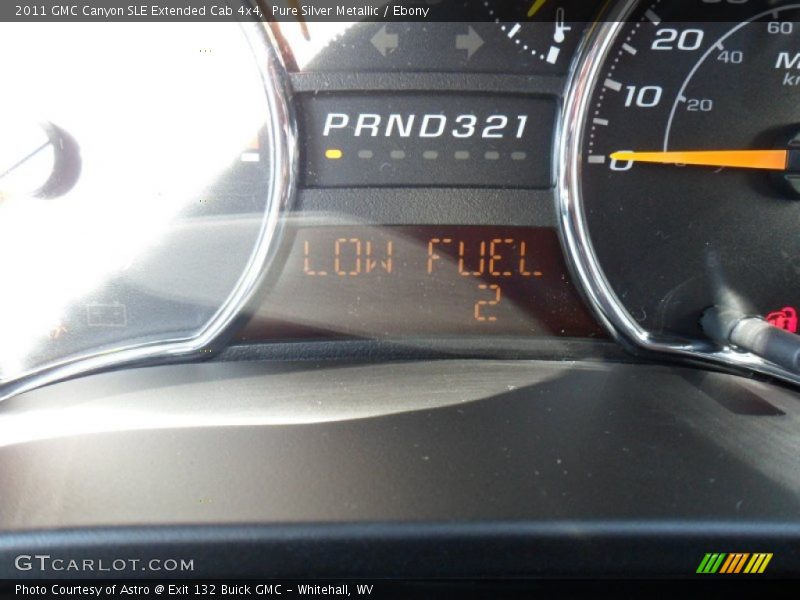 2011 GMC Canyon SLE Extended Cab 4x4, Pure Silver Metallic / Ebony
PRND321
LOW FUEL
2
20
10
0
60
40
20
GTCARLOT.COM
Photo Courtesy of Astro @ Exit 132 Buick GMC - Whitehall, WV